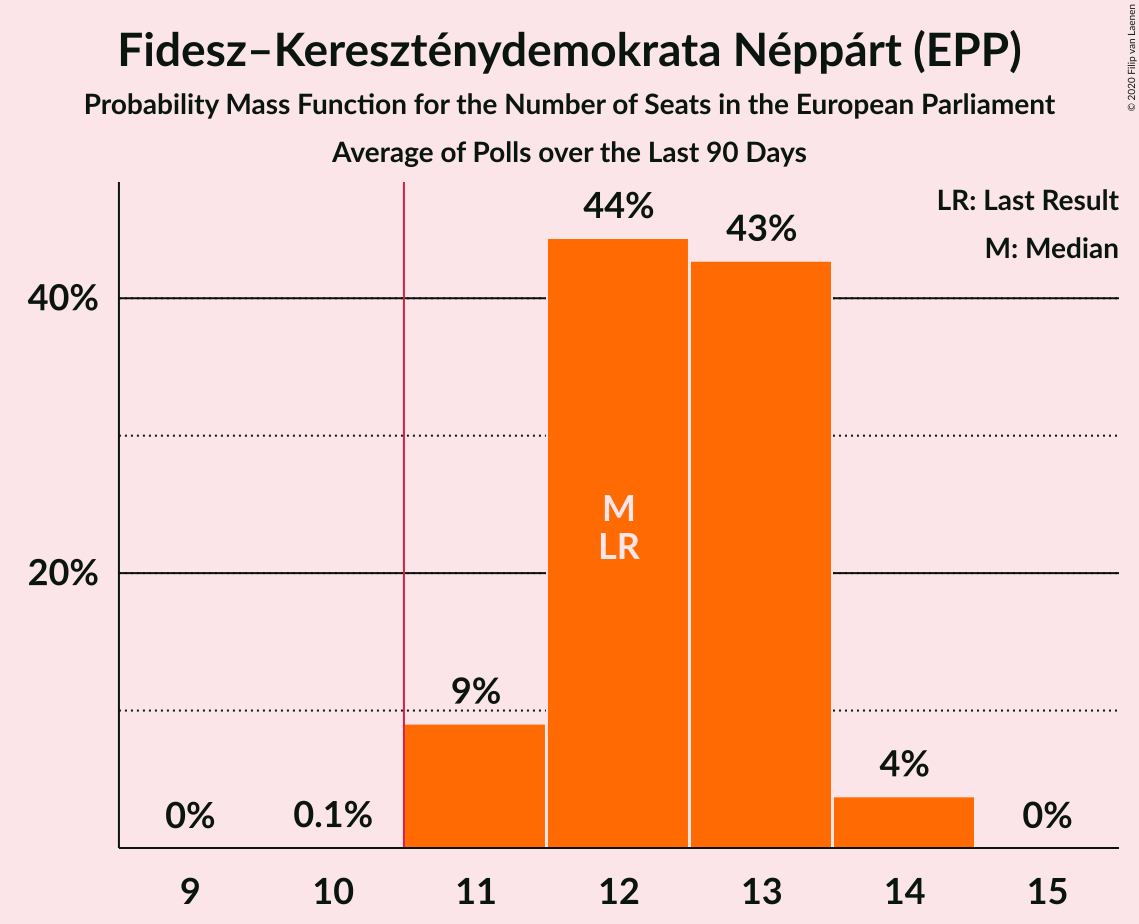 Fidesz–Kereszténydemokrata Néppárt (EPP)
Probability Mass Function for the Number of Seats in the European Parliament
Average of Polls over the Last 90 Days
© 2020 Filip van Laenen
LR: Last Result
M: Median
44%
43%
40%
M
LR
20%
9%
4%
0%
0.1%
0%
9 10 11 12 13 14 15